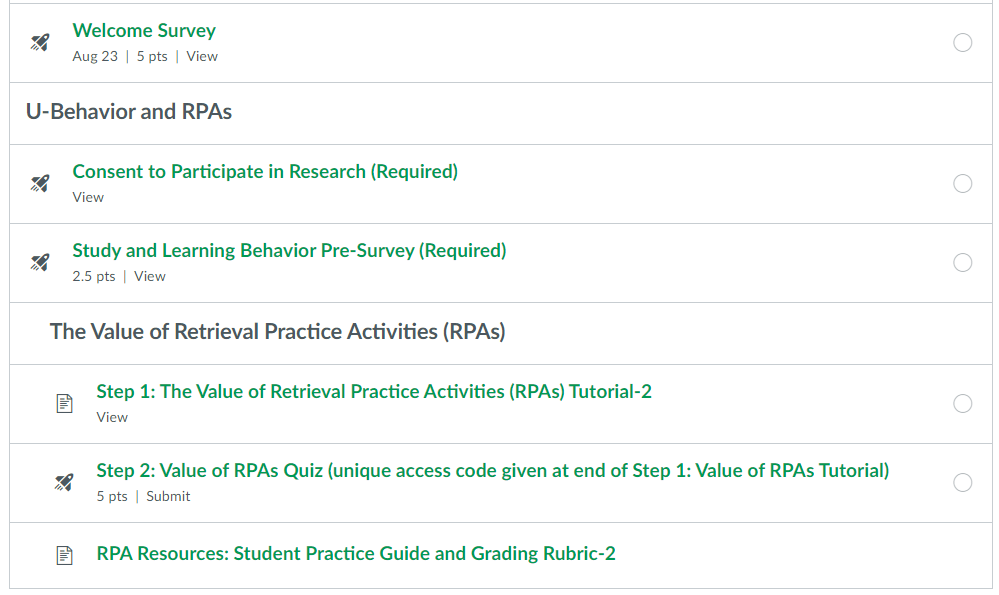 Welcome Survey
Aug 23 | 5 pts | View
U-Behavior and RPAs
Consent to Participate in Research (Required)
View
Study and Learning Behavior Pre-Survey (Required)
2.5 pts | View
The Value of Retrieval Practice Activities (RPAs)
Step 1: The Value of Retrieval Practice Activities (RPAs) Tutorial-2
View
Step 2: Value of RPAs Quiz (unique access code given at end of Step 1: Value of RPAs Tutorial)
5 pts | Submit
RPA Resources: Student Practice Guide and Grading Rubric-2